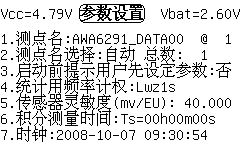 Vcc=4.79V 参数设置 Vbat=2.60V
1.测点名:AWA6291_DATA00 @ 1
2.测点名选择:自动 总数: 1
3.启动前提示用户先设定参数:否
4.统计用频率计权:Lwz1s
5.传感器灵敏度(mv/EU): 40.000
6.积分测量时间:Ts=00h00m00s
7.时钟:2008-10-07 09:30:54